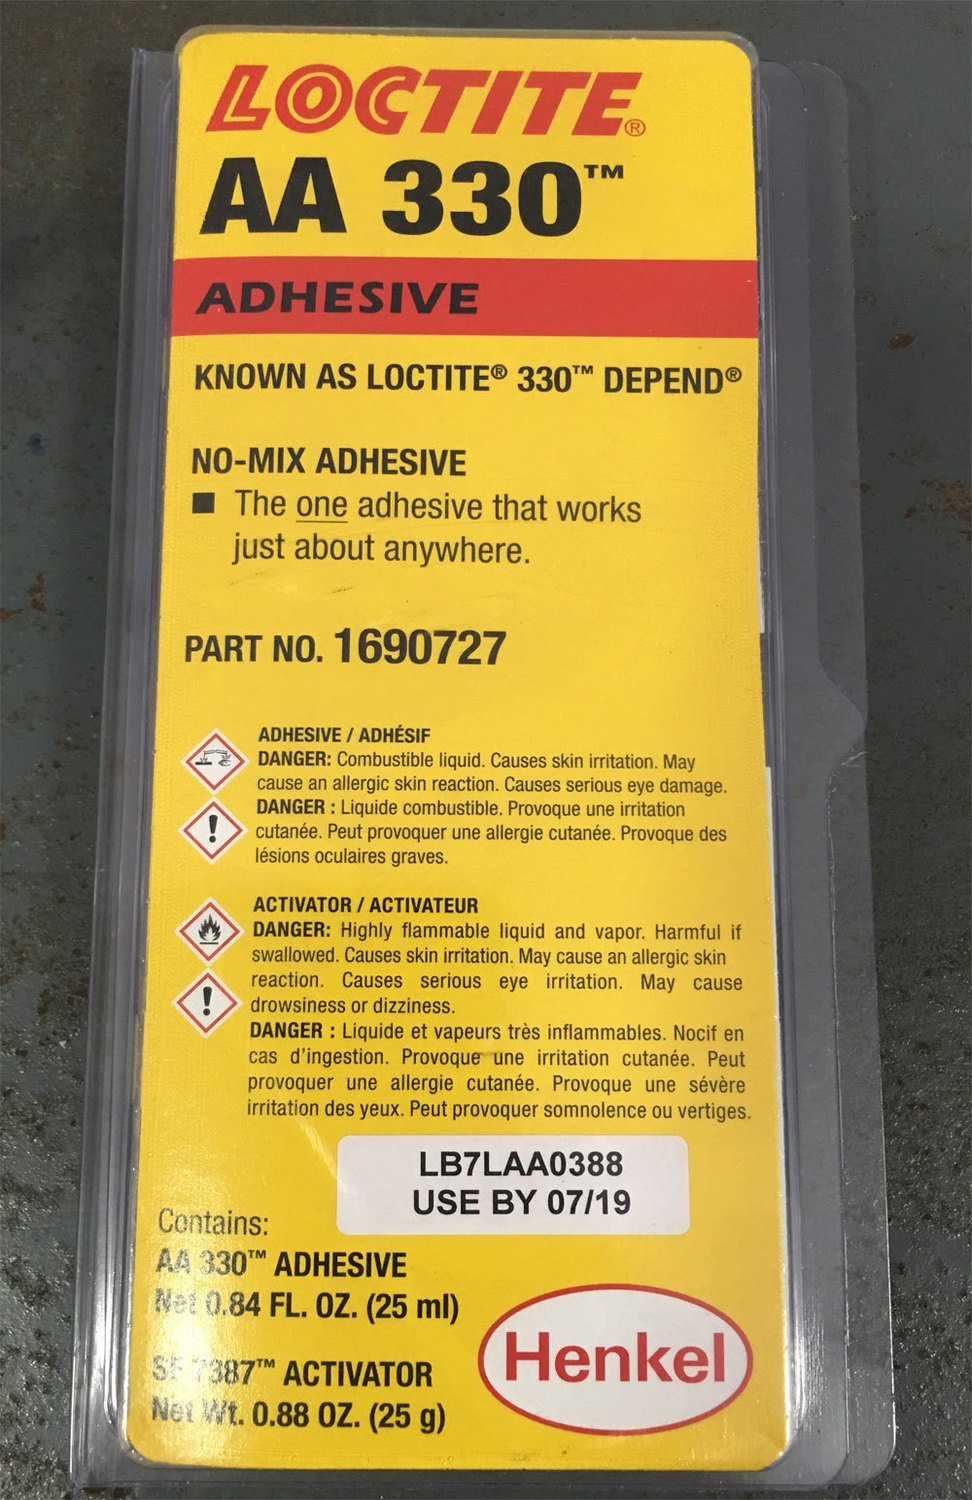 LOCTITE®
AA 330™
ADHESIVE
KNOWN AS LOCTITE® 330™ DEPEND®
NO-MIX ADHESIVE
■ The one adhesive that works
just about anywhere.
PART NO. 1690727
ADHESIVE / ADHÉSIF
DANGER: Combustible liquid. Causes skin irritation. May
cause an allergic skin reaction. Causes serious eye damage.
DANGER : Liquide combustible. Provoque une irritation
cutanée. Peut provoquer une allergie cutanée. Provoque des
lésions oculaires graves.
ACTIVATOR / ACTIVATEUR
DANGER: Highly flammable liquid and vapor. Harmful if
swallowed. Causes skin irritation. May cause an allergic skin
reaction. Causes serious eye irritation. May cause
drowsiness or dizziness.
DANGER : Liquide et vapeurs très inflammables. Nocif en
cas d'ingestion. Provoque une irritation cutanée. Peut
provoquer une allergie cutanée. Provoque une sévère
irritation des yeux. Peut provoquer somnolence ou vertiges.
LB7LAA0388
USE BY 07/19
Contains:
AA 330™ ADHESIVE
Net 0.84 FL. OZ. (25 ml)
SF 7387™ ACTIVATOR
Net Wt. 0.88 OZ. (25 g)
Henkel